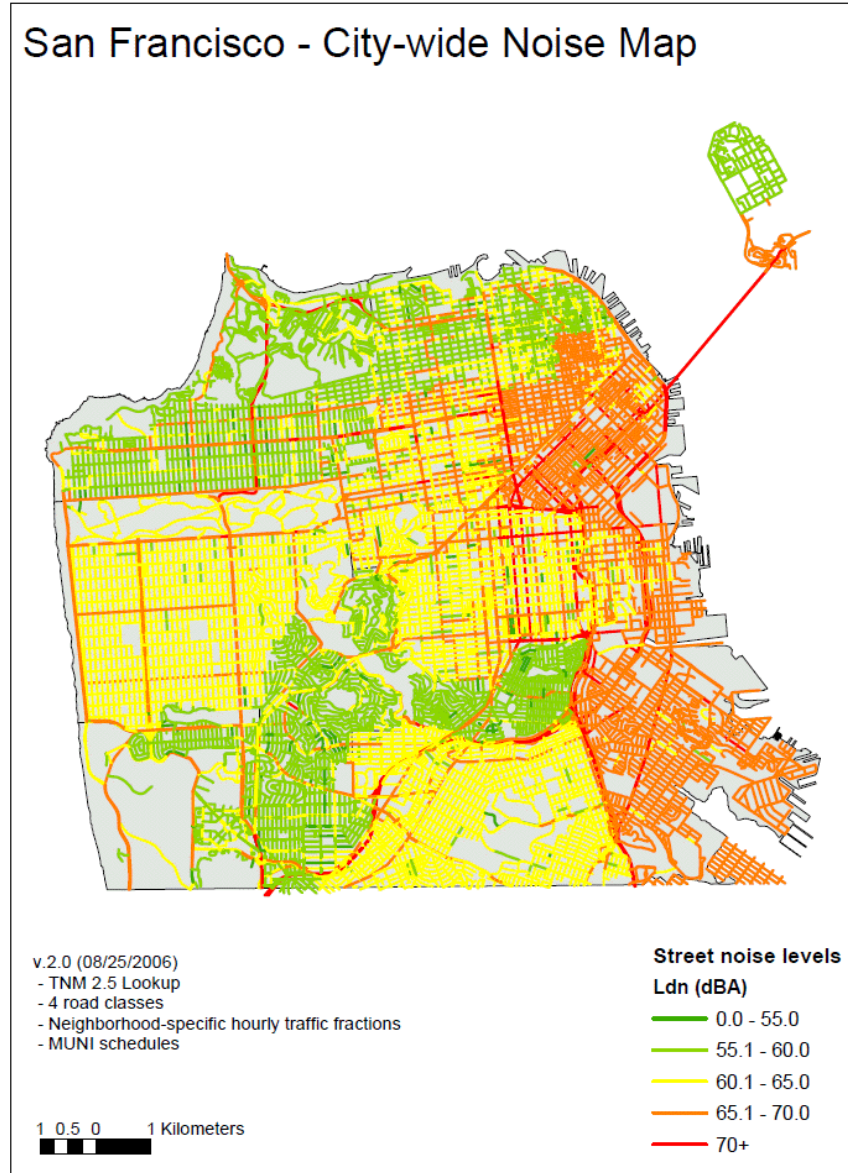 San Francisco - City-wide Noise Map
v.2.0 (08/25/2006)
- TNM 2.5 Lookup
- 4 road classes
- Neighborhood-specific hourly traffic fractions
- MUNI schedules
1 0.5 0 1 Kilometers
Street noise levels
Ldn (dBA)
0.0 - 55.0
55.1 - 60.0
60.1 - 65.0
65.1 - 70.0
70+